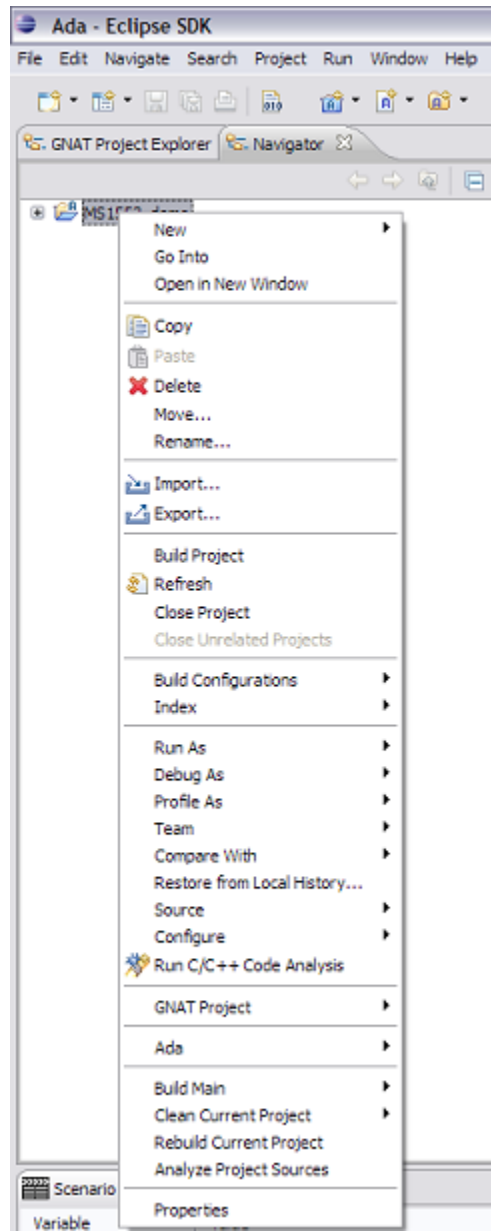 Ada - Eclipse SDK
File Edit Navigate Search Project Run Window Help
GNAT Project Explorer Navigator
New
Go Into
Open in New Window
Copy
Paste
Delete
Move...
Rename...
Import...
Export...
Build Project
Refresh
Close Project
Close Unrelated Projects
Build Configurations
Index
Run As
Debug As
Profile As
Team
Compare With
Restore from Local History...
Source
Configure
Run C/C++ Code Analysis
GNAT Project
Ada
Build Main
Clean Current Project
Rebuild Current Project
Analyze Project Sources
Scenario
Properties
Variable